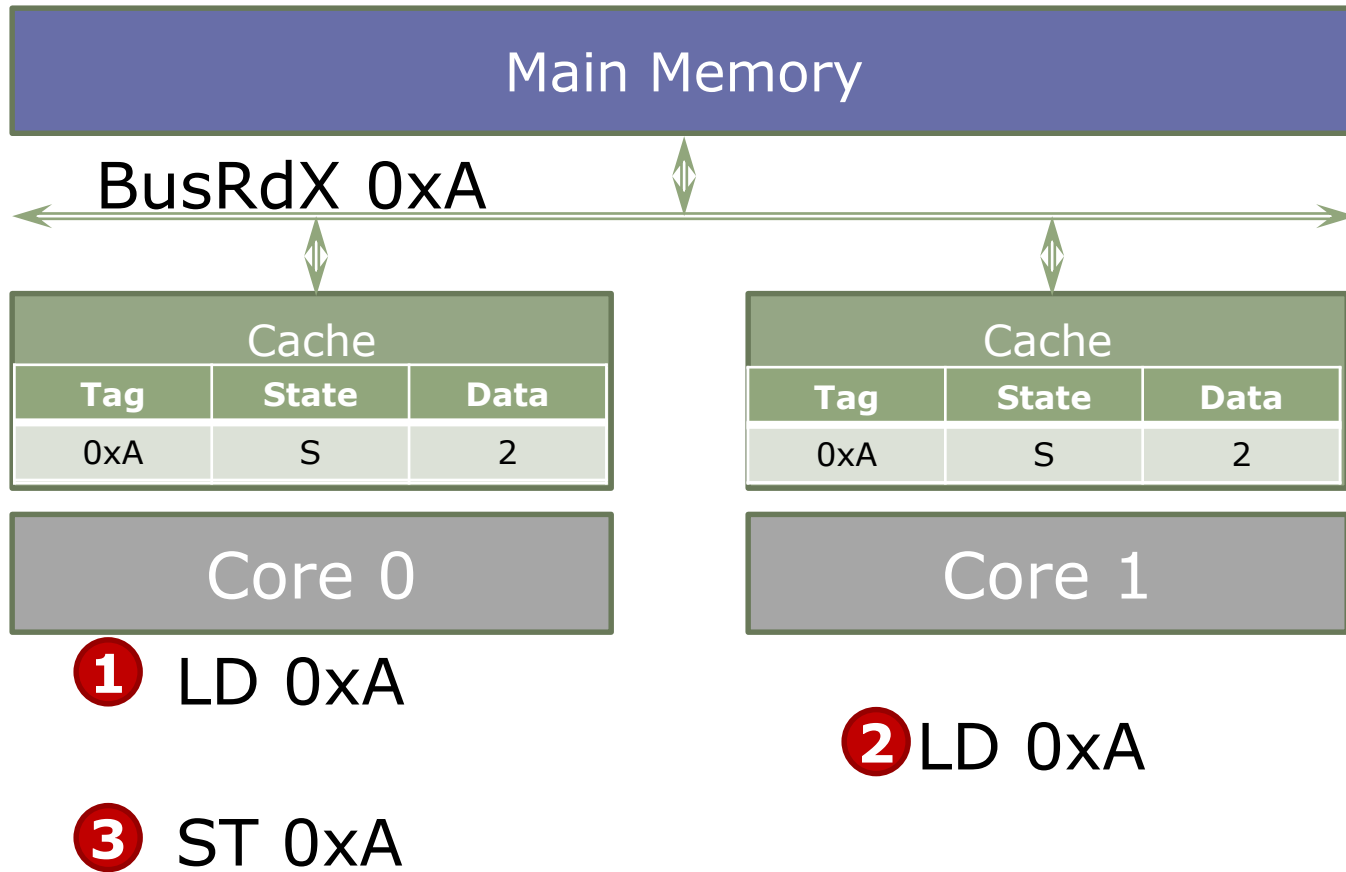 Main Memory
BusRdX 0xA
Cache
Tag State Data
0xA S 2
Cache
Tag State Data
0xA S 2
Core 0
Core 1
1 LD 0xA
2 LD 0xA
3 ST 0xA